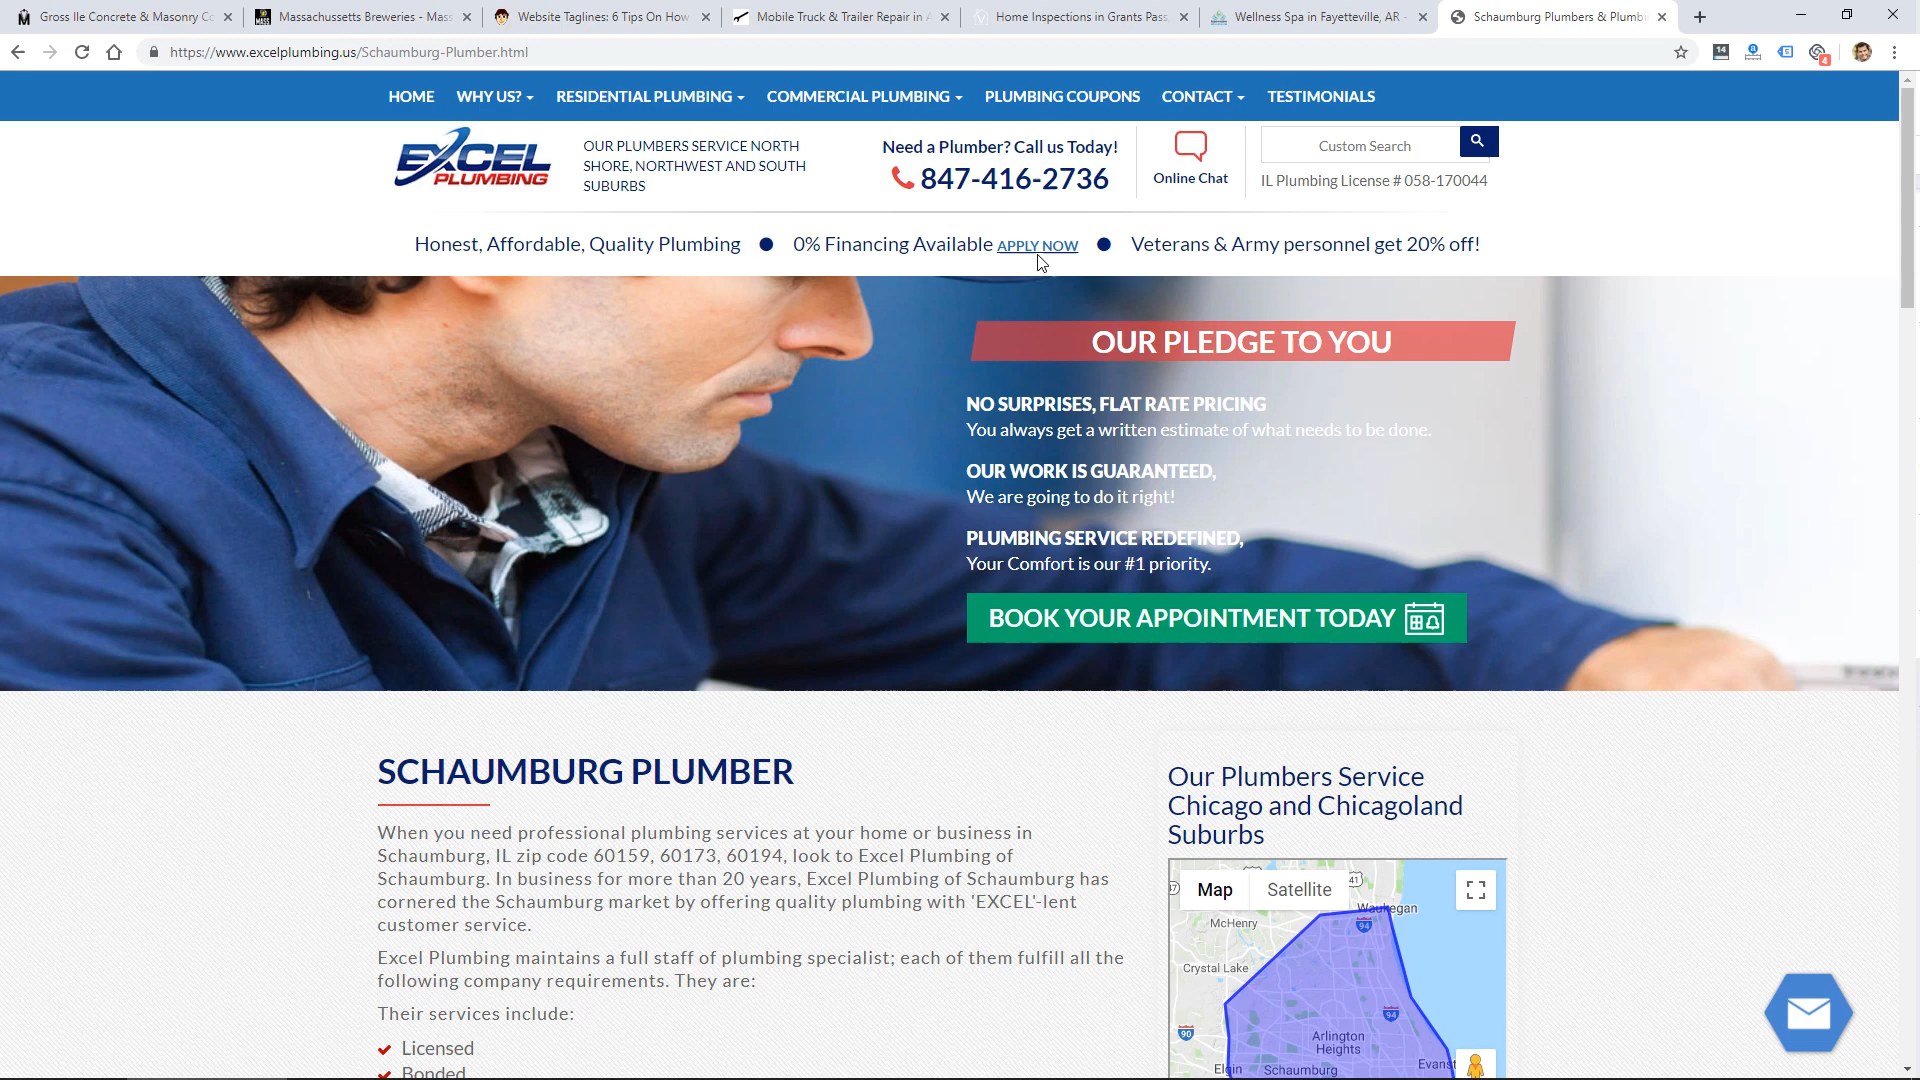 Gross Ile Concrete & Masonry Co
Massachussetts Breweries - Mass
Website Taglines: 6 Tips On How
Mobile Truck & Trailer Repair in A
Home Inspections in Grants Pass,
Wellness Spa in Fayetteville, AR -
Schaumburg Plumbers & Plumbi
https://www.excelplumbing.us/Schaumburg-Plumber.html
14
4
HOME WHY US? RESIDENTIAL PLUMBING COMMERCIAL PLUMBING PLUMBING COUPONS CONTACT TESTIMONIALS
EXCEL
PLUMBING
OUR PLUMBERS SERVICE NORTH
SHORE, NORTHWEST AND SOUTH
SUBURBS
Need a Plumber? Call us Today!
847-416-2736
Online Chat
Custom Search
IL Plumbing License # 058-170044
Honest, Affordable, Quality Plumbing ● 0% Financing Available APPLY NOW ● Veterans & Army personnel get 20% off!
OUR PLEDGE TO YOU
NO SURPRISES, FLAT RATE PRICING
You always get a written estimate of what needs to be done.
OUR WORK IS GUARANTEED,
We are going to do it right!
PLUMBING SERVICE REDEFINED,
Your Comfort is our #1 priority.
BOOK YOUR APPOINTMENT TODAY
SCHAUMBURG PLUMBER
When you need professional plumbing services at your home or business in
Schaumburg, IL zip code 60159, 60173, 60194, look to Excel Plumbing of
Schaumburg. In business for more than 20 years, Excel Plumbing of Schaumburg has
cornered the Schaumburg market by offering quality plumbing with 'EXCEL'-lent
customer service.
Excel Plumbing maintains a full staff of plumbing specialist; each of them fulfill all the
following company requirements. They are:
Their services include:
Licensed
Bonded
Our Plumbers Service
Chicago and Chicagoland
Suburbs
Map Satellite
41
47
Waukegan
McHenry
94
Crystal Lake
94
90
Arlington
Heights
Evanst
Elgin
Schaumburg